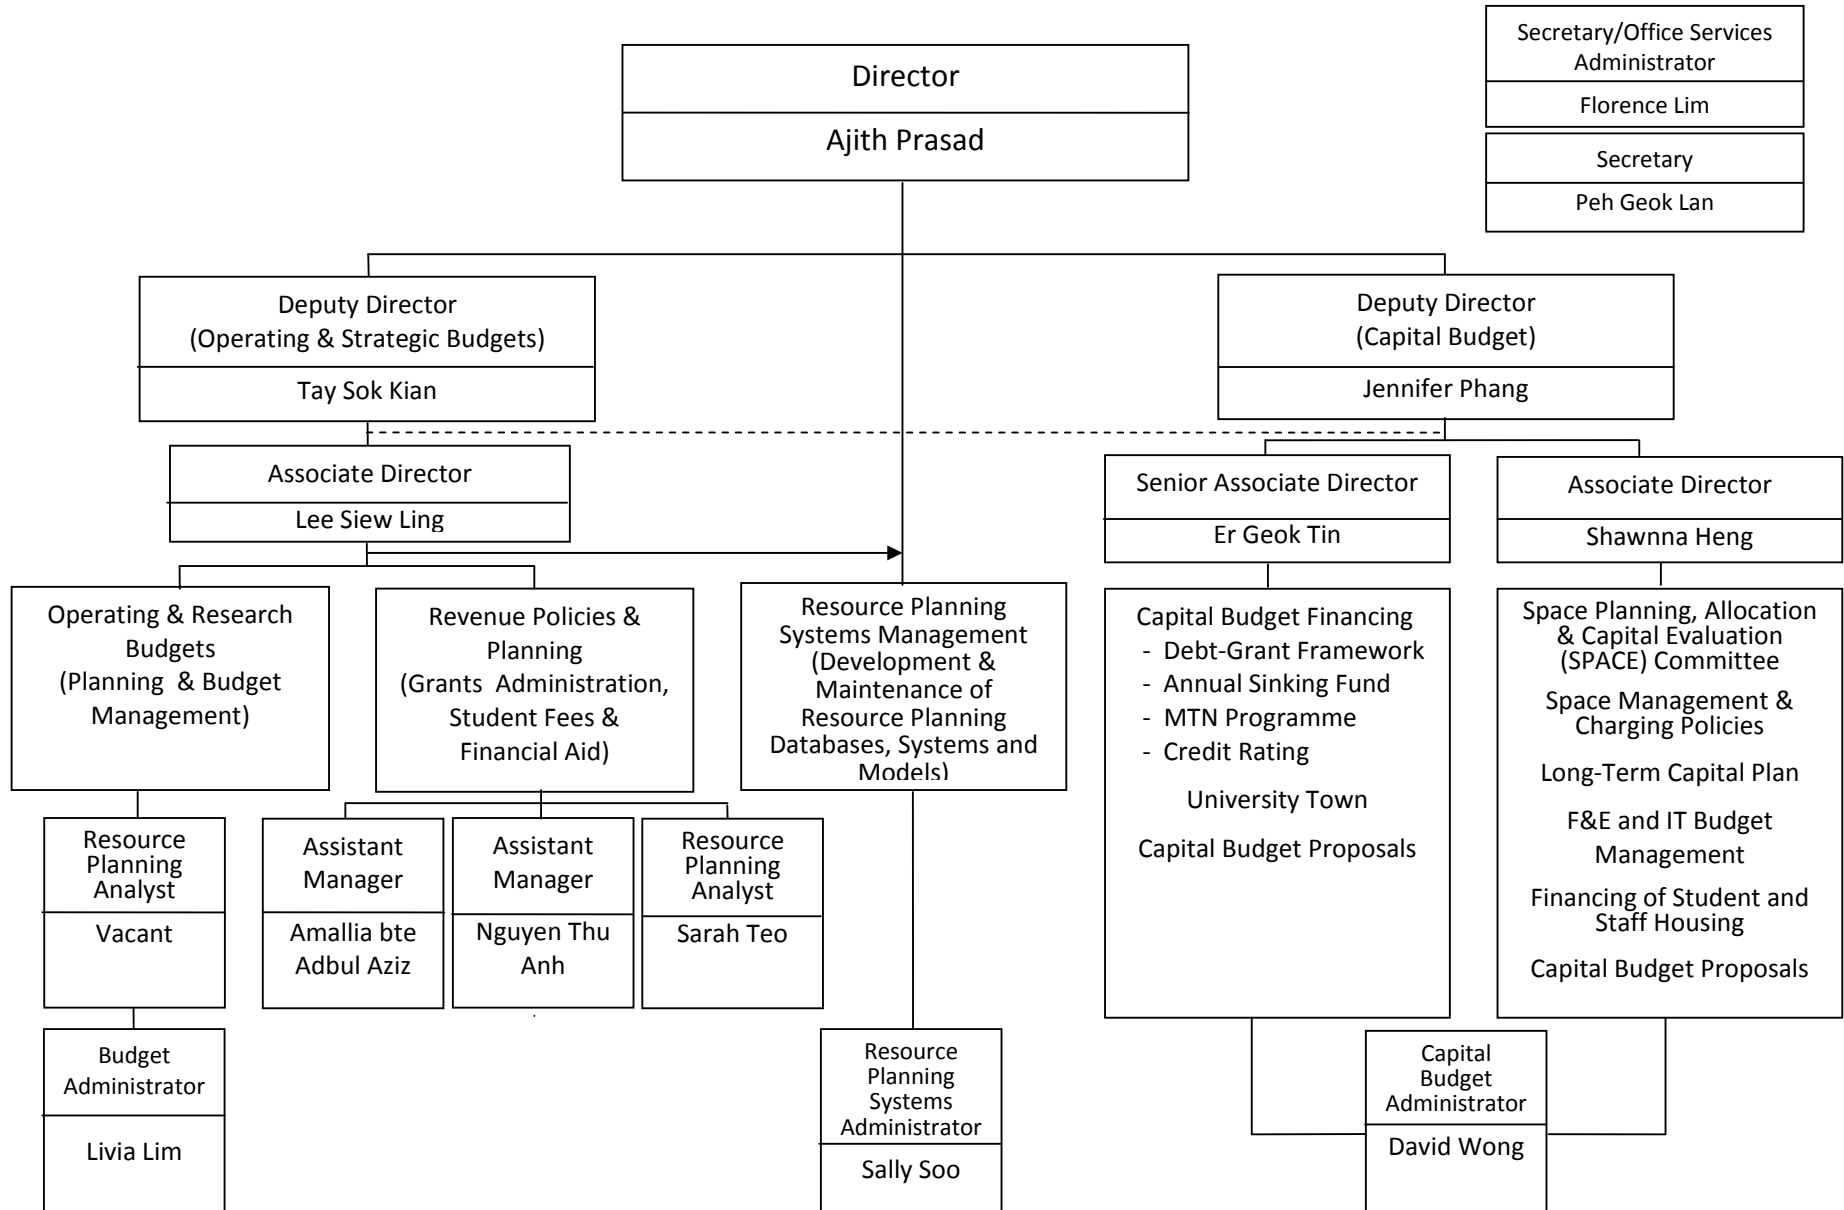 Secretary/Office Services
Administrator
Florence Lim
Secretary
Peh Geok Lan
Director
Ajith Prasad
Deputy Director
(Operating & Strategic Budgets)
Tay Sok Kian
Deputy Director
(Capital Budget)
Jennifer Phang
Associate Director
Lee Siew Ling
Senior Associate Director
Er Geok Tin
Associate Director
Shawnna Heng
Operating & Research
Budgets
(Planning & Budget
Management)
Revenue Policies &
Planning
(Grants Administration,
Student Fees &
Financial Aid)
Resource Planning
Systems Management
(Development &
Maintenance of
Resource Planning
Databases, Systems and
Models)
Capital Budget Financing
- Debt-Grant Framework
- Annual Sinking Fund
- MTN Programme
- Credit Rating
University Town
Capital Budget Proposals
Space Planning, Allocation
& Capital Evaluation
(SPACE) Committee
Space Management &
Charging Policies
Long-Term Capital Plan
F&E and IT Budget
Management
Financing of Student and
Staff Housing
Capital Budget Proposals
Resource
Planning
Analyst
Vacant
Assistant
Manager
Amallia bte
Adbul Aziz
Assistant
Manager
Nguyen Thu
Anh
Resource
Planning
Analyst
Sarah Teo
Budget
Administrator
Livia Lim
Resource
Planning
Systems
Administrator
Sally Soo
Capital
Budget
Administrator
David Wong